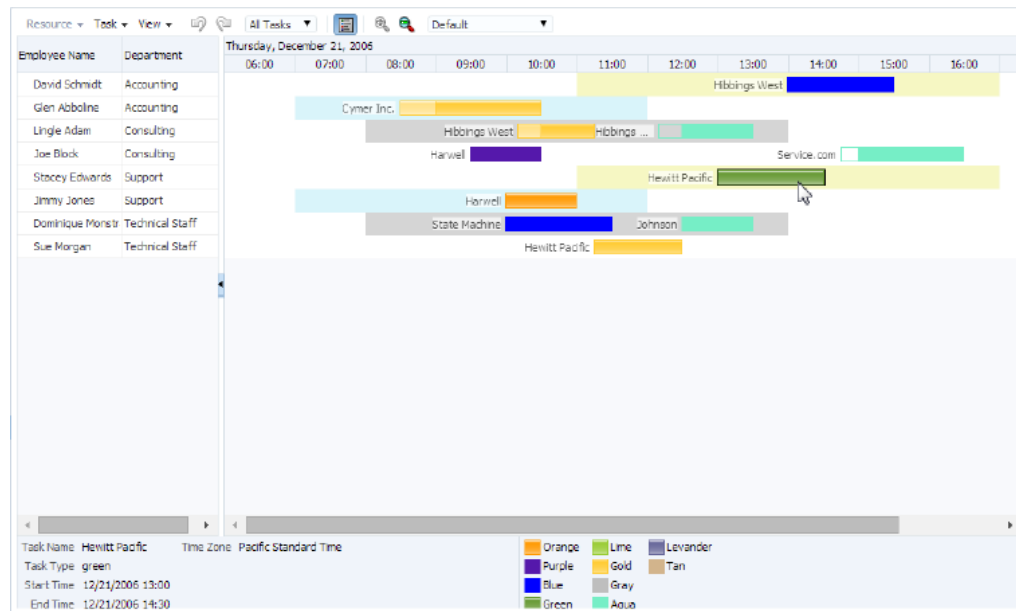 Resource Task View All Tasks Default
Employee Name Department Thursday, December 21, 2006
06:00 07:00 08:00 09:00 10:00 11:00 12:00 13:00 14:00 15:00 16:00
David Schmidt Accounting Hibbings West
Glen Abboline Accounting Cymer Inc.
Lingle Adam Consulting Hibbings West Hibbings ...
Joe Block Consulting Harwell Service.com
Stacey Edwards Support Hewitt Pacific
Jimmy Jones Support Harwell
Dominique Monstr Technical Staff State Machine Johnson
Sue Morgan Technical Staff Hewitt Pacific
Task Name Hewitt Pacific Time Zone Pacific Standard Time Orange Lime Levander
Task Type green Purple Gold Tan
Start Time 12/21/2006 13:00 Blue Gray
End Time 12/21/2006 14:30 Green Aqua